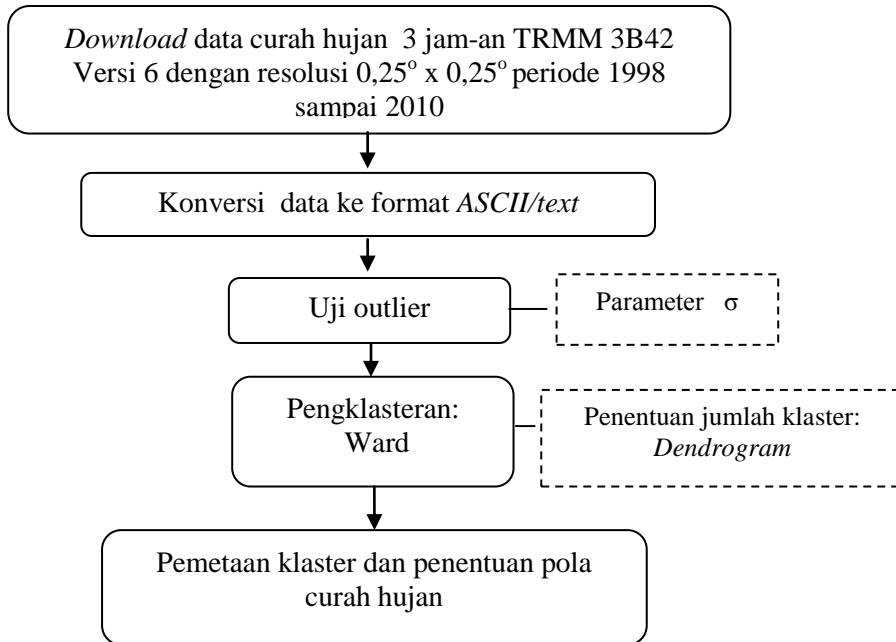 Download data curah hujan 3 jam-an TRMM 3B42
Versi 6 dengan resolusi 0,25o x 0,25o periode 1998
sampai 2010
Konversi data ke format ASCII/text
Uji outlier
Parameter σ
Pengklasteran:
Ward
Penentuan jumlah klaster:
Dendrogram
Pemetaan klaster dan penentuan pola
curah hujan